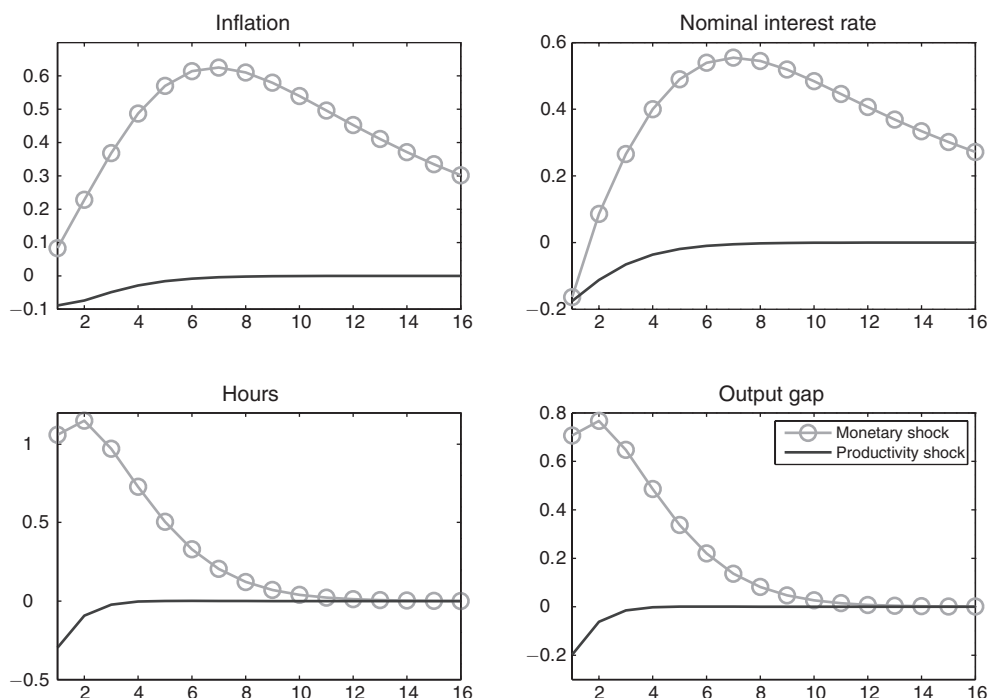 Inflation
0.6
0.5
0.4
0.3
0.2
0.1
0
−0.1
2 4 6 8 10 12 14 16
Nominal interest rate
0.6
0.4
0.2
0
−0.2
2 4 6 8 10 12 14 16
Hours
1
0.5
0
−0.5
2 4 6 8 10 12 14 16
Output gap
0.8
0.6
0.4
0.2
0
−0.2
2 4 6 8 10 12 14 16
Monetary shock
Productivity shock